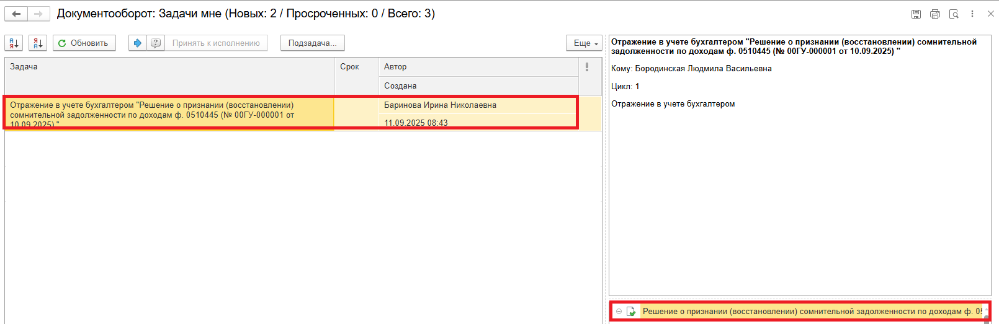 Документооборот: Задачи мне (Новых: 2 / Просроченных: 0 / Всего: 3)
Обновить
Принять к исполнению
Подзадача...
Еще
Задача
Срок
Автор
Создана
Отражение в учете бухгалтером "Решение о признании (восстановлении)
сомнительной задолженности по доходам ф. 0510445 (№ 00ГУ-000001 от
10.09.2025) "
Баринова Ирина Николаевна
11.09.2025 08:43
Отражение в учете бухгалтером "Решение о признании (восстановлении) сомнительной
задолженности по доходам ф. 0510445 (№ 00ГУ-000001 от 10.09.2025) "
Кому: Бородинская Людмила Васильевна
Цикл: 1
Отражение в учете бухгалтером
Решение о признании (восстановлении) сомнительной задолженности по доходам ф. 05